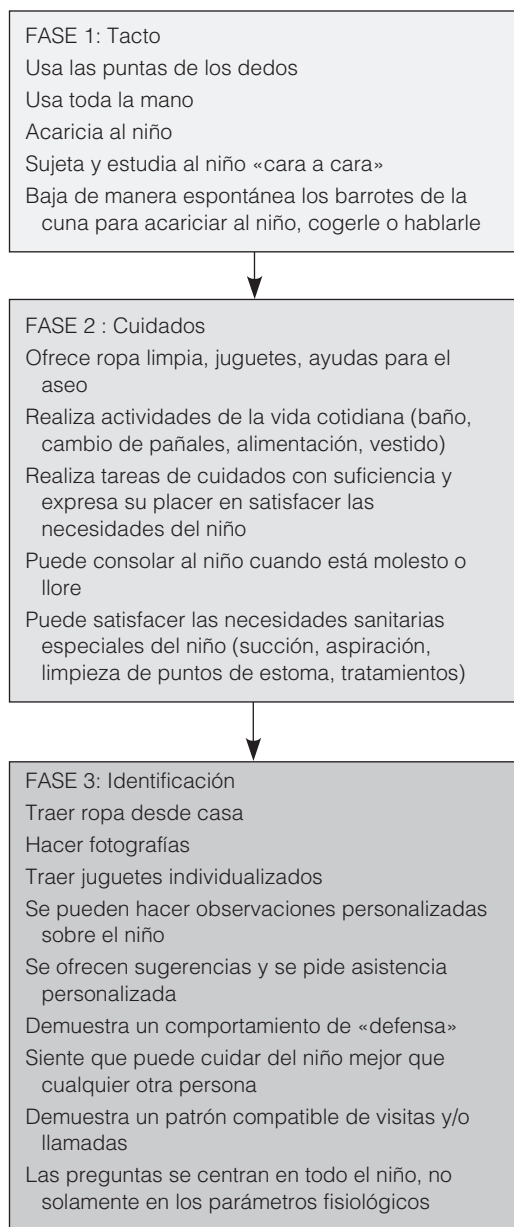 FASE 1: Tacto
Usa las puntas de los dedos
Usa toda la mano
Acaricia al niño
Sujeta y estudia al niño «cara a cara»
Baja de manera espontánea los barrotes de la
cuna para acariciar al niño, cogerle o hablarle
FASE 2 : Cuidados
Ofrece ropa limpia, juguetes, ayudas para el
aseo
Realiza actividades de la vida cotidiana (baño,
cambio de pañales, alimentación, vestido)
Realiza tareas de cuidados con suficiencia y
expresa su placer en satisfacer las
necesidades del niño
Puede consolar al niño cuando está molesto o
llore
Puede satisfacer las necesidades sanitarias
especiales del niño (succión, aspiración,
limpieza de puntos de estoma, tratamientos)
FASE 3: Identificación
Traer ropa desde casa
Hacer fotografías
Traer juguetes individualizados
Se pueden hacer observaciones personalizadas
sobre el niño
Se ofrecen sugerencias y se pide asistencia
personalizada
Demuestra un comportamiento de «defensa»
Siente que puede cuidar del niño mejor que
cualquier otra persona
Demuestra un patrón compatible de visitas y/o
llamadas
Las preguntas se centran en todo el niño, no
solamente en los parámetros fisiológicos